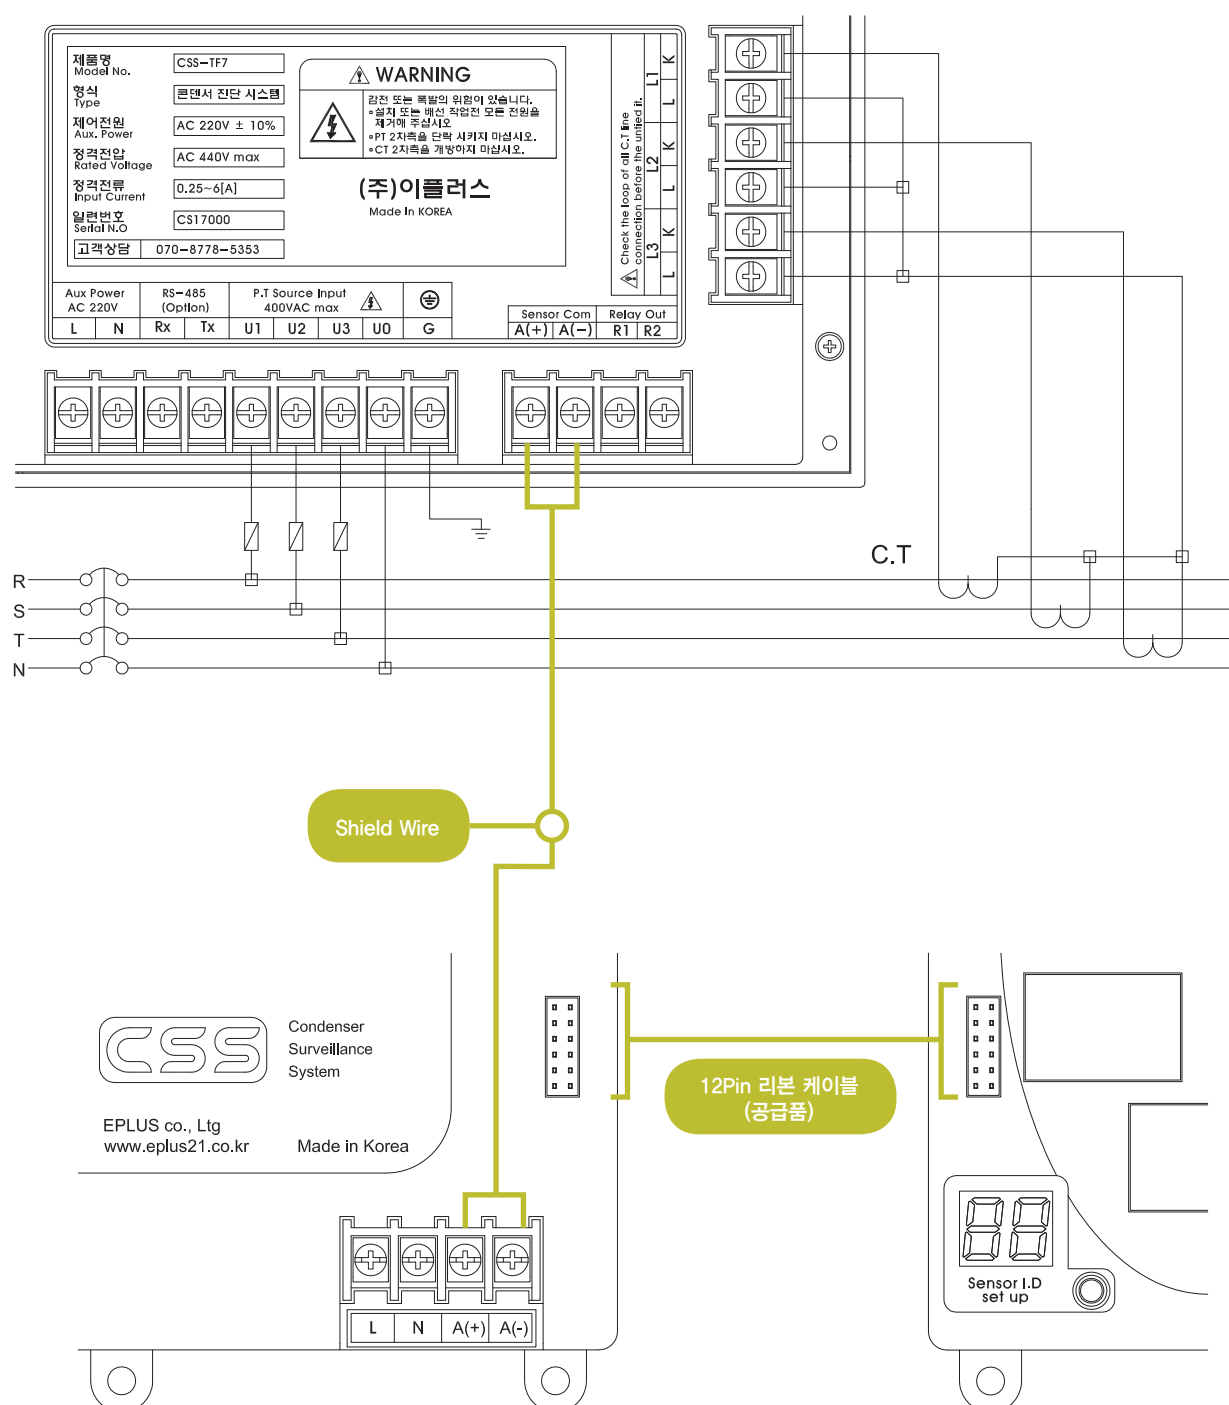 제품명
Model No.
CSS-TF7
형식
Type
콘덴서 진단 시스템
제어전원
Aux. Power
AC 220V ± 10%
정격전압
Rated Voltage
AC 440V max
정격전류
Input Current
0.25~6[A]
일련번호
Serial N.O
CS17000
고객상담
070-8778-5353
WARNING
감전 또는 폭발의 위험이 있습니다.
∘설치 또는 배선 작업전 모든 전원을
제거해 주십시오
∘PT 2차측을 단락 시키지 마십시오.
∘CT 2차측을 개방하지 마십시오.
(주)이플러스
Made In KOREA
Check the loop of all C.T line
connection before the untied it.
L1 K
L
L2 K
L
L3 K
L
Aux Power
AC 220V
RS-485
(Option)
P.T Source Input
400VAC max
L N Rx Tx U1 U2 U3 U0 G
Sensor Com Relay Out
A(+) A(-) R1 R2
C.T
R
S
T
N
Shield Wire
CSS
Condenser
Surveillance
System
EPLUS co., Ltg
www.eplus21.co.kr Made in Korea
12Pin 리본 케이블
(공급품)
88
Sensor I.D
set up
L N A(+) A(-)